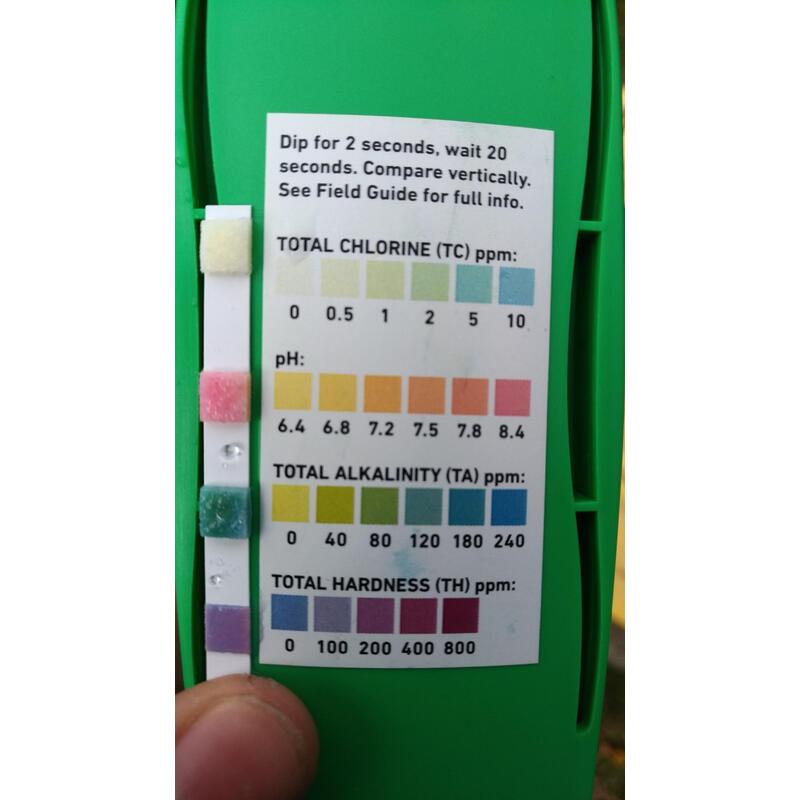 Dip for 2 seconds, wait 20
seconds. Compare vertically.
See Field Guide for full info.
TOTAL CHLORINE (TC) ppm:
0 0.5 1 2 5 10
pH:
6.4 6.8 7.2 7.5 7.8 8.4
TOTAL ALKALINITY (TA) ppm:
0 40 80 120 180 240
TOTAL HARDNESS (TH) ppm:
0 100 200 400 800